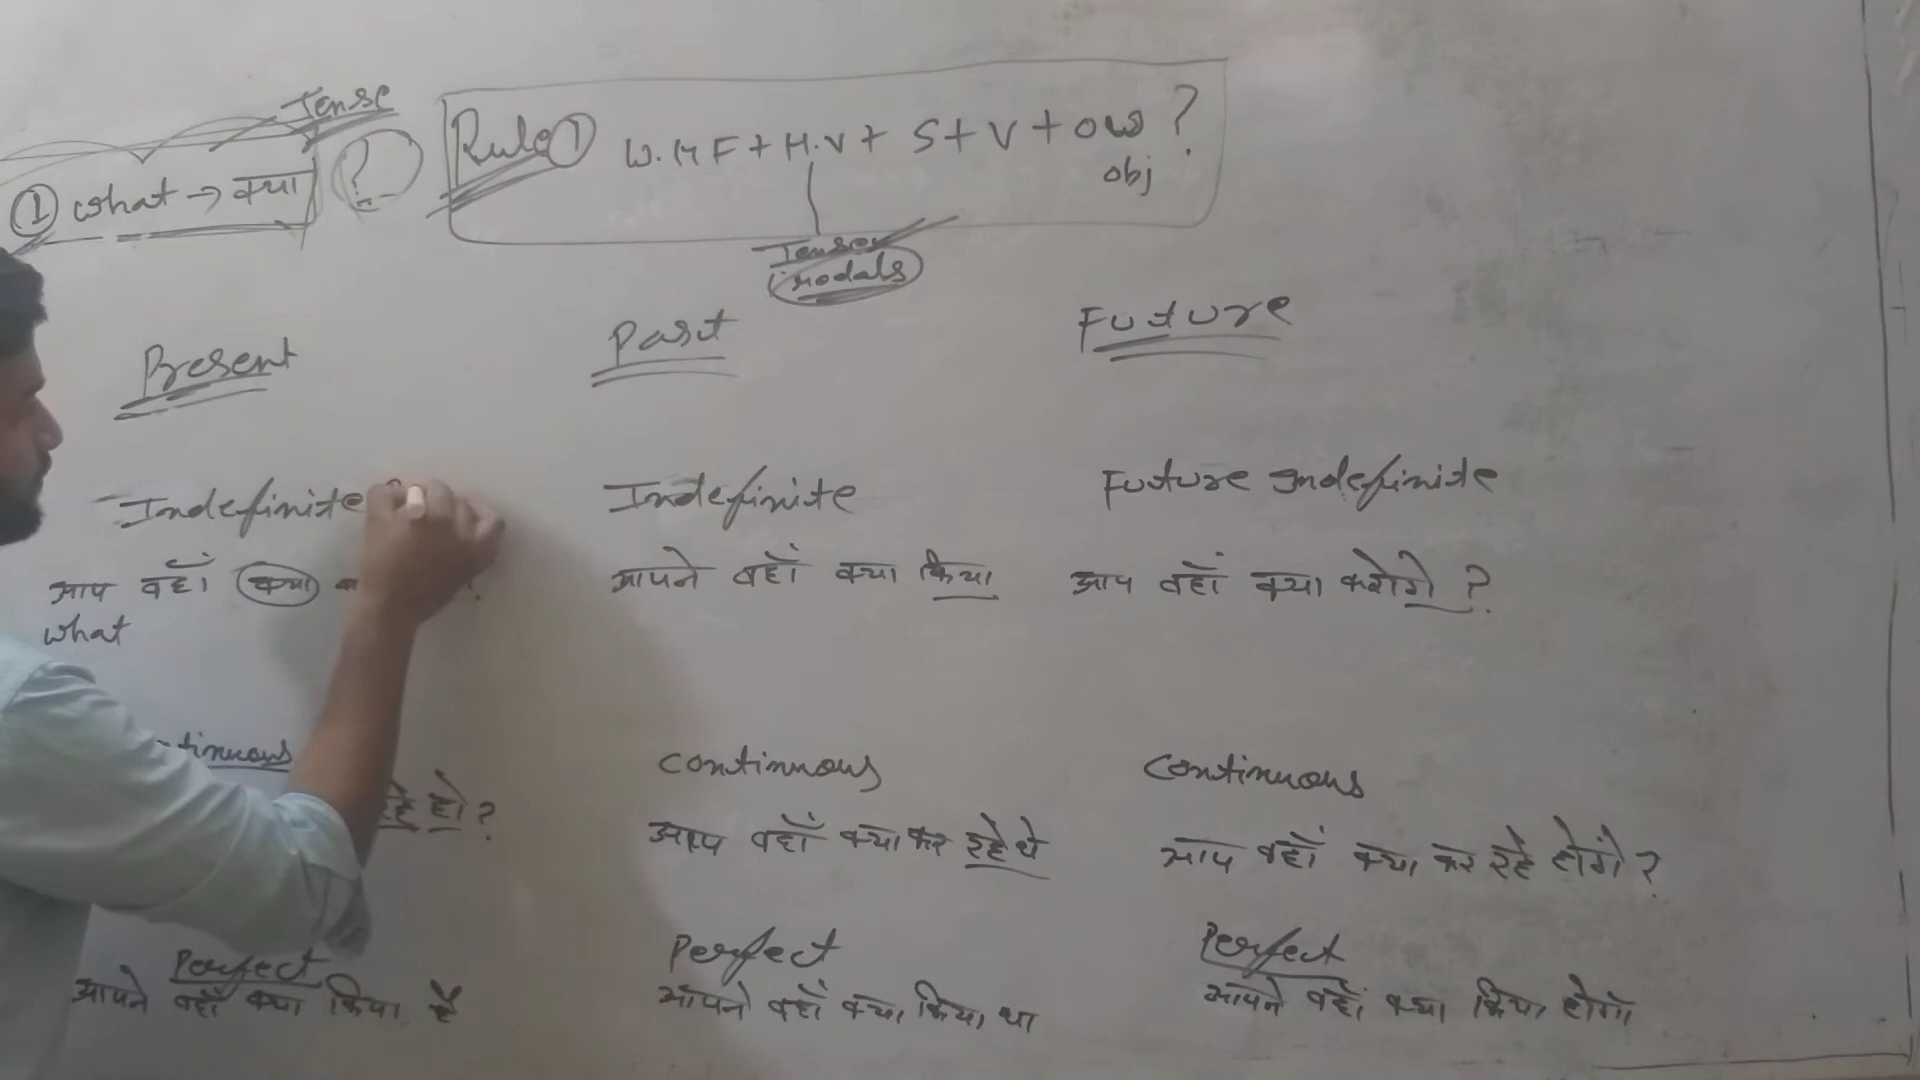 Tense
① what → क्या ?
Rule ① W.H F + H.V + S + V + OW ?
obj
Tense
modals
Present
Past
Future
Indefinite
Indefinite
Future Indefinite
आप वहाँ क्या ?
आपने वहाँ क्या किया
आप वहाँ क्या करोगे ?
what
continuous
continuous
रहे हो ?
आप वहाँ क्या कर रहे थे
आप वहाँ क्या कर रहे होगे ?
Perfect
Perfect
Perfect
आपने वहाँ क्या किया है
आपने वहाँ क्या किया था
आपने वहाँ क्या किया होगा